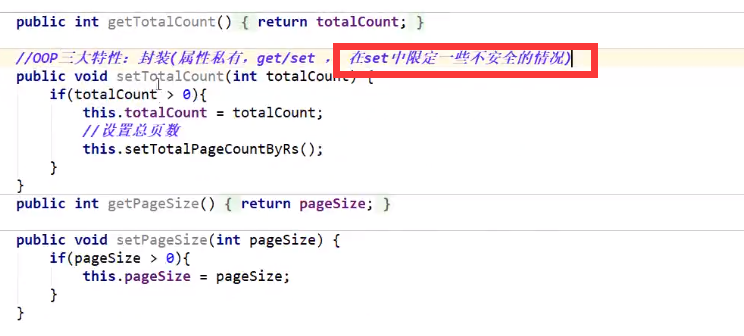 public int getTotalCount() { return totalCount; }
//OOP三大特性：封装(属性私有，get/set ， 在set中限定一些不安全的情况)
public void setTotalCount(int totalCount) {
if(totalCount > 0){
this.totalCount = totalCount;
//设置总页数
this.setTotalPageCountByRs();
}
}
public int getPageSize() { return pageSize; }
public void setPageSize(int pageSize) {
if(pageSize > 0){
this.pageSize = pageSize;
}
}